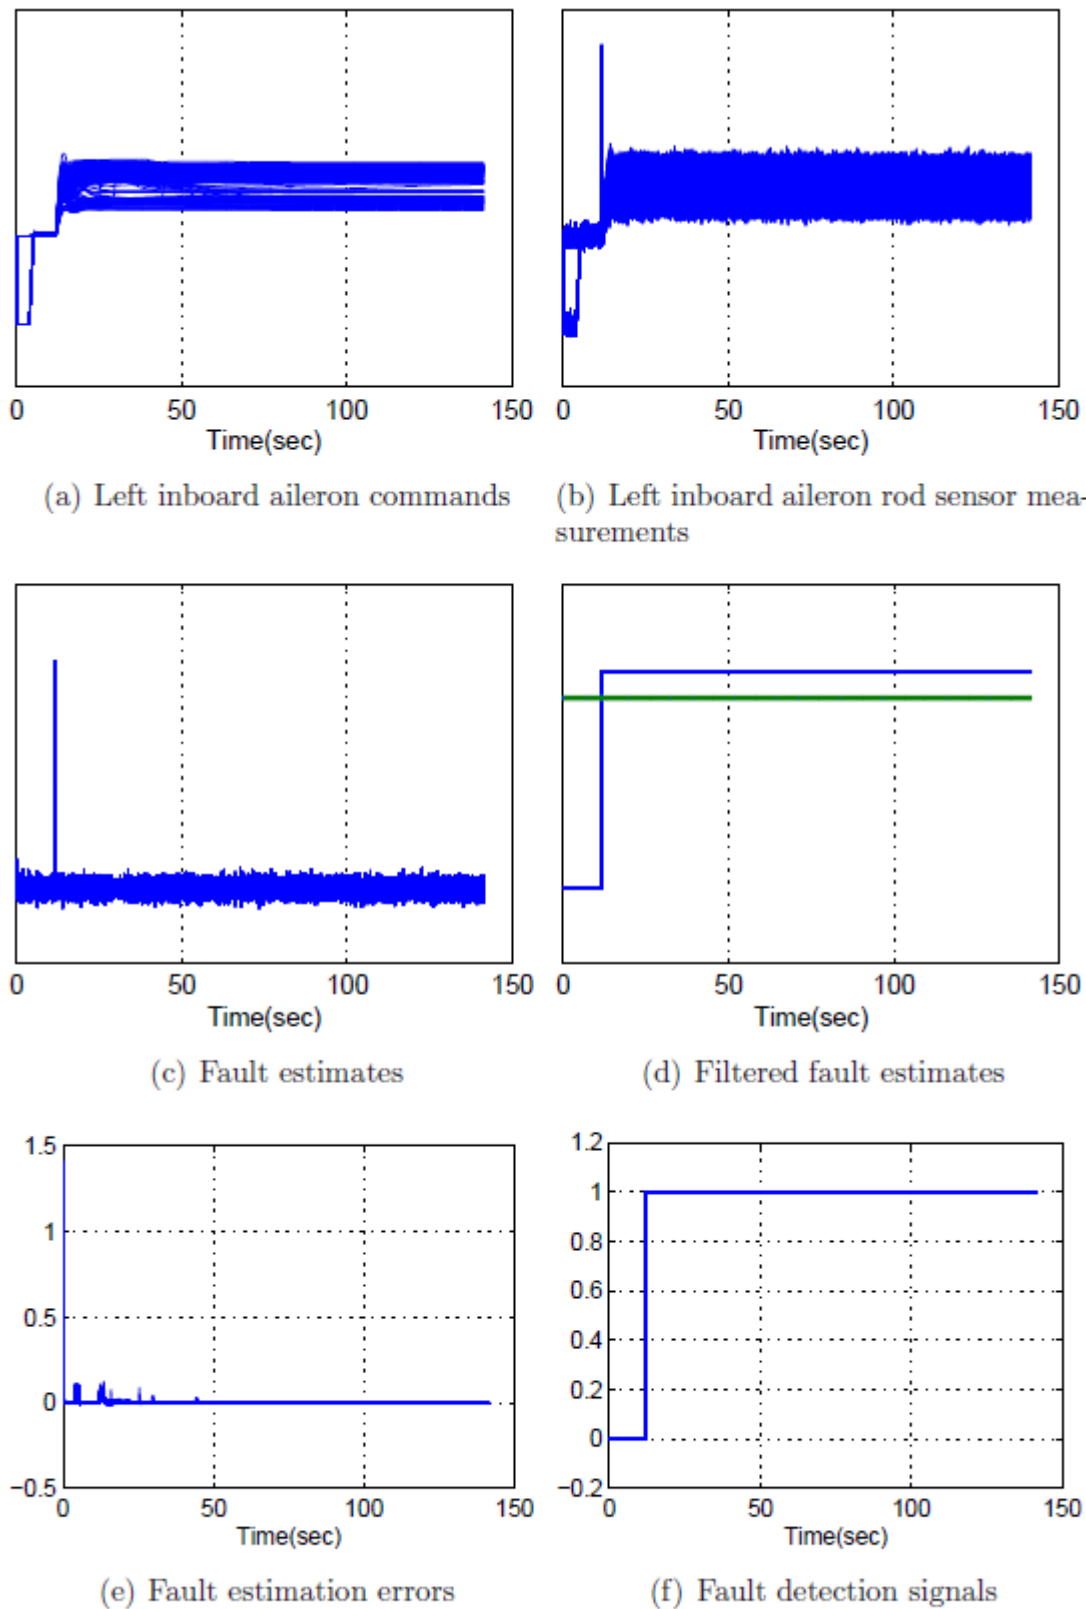 0 50 100 150
Time(sec)
0 50 100 150
Time(sec)
(a) Left inboard aileron commands
(b) Left inboard aileron rod sensor mea-
surements
0 50 100 150
Time(sec)
0 50 100 150
Time(sec)
(c) Fault estimates
(d) Filtered fault estimates
1.5
1
0.5
0
−0.5
0 50 100 150
Time(sec)
1.2
1
0.8
0.6
0.4
0.2
0
−0.2
0 50 100 150
Time(sec)
(e) Fault estimation errors
(f) Fault detection signals